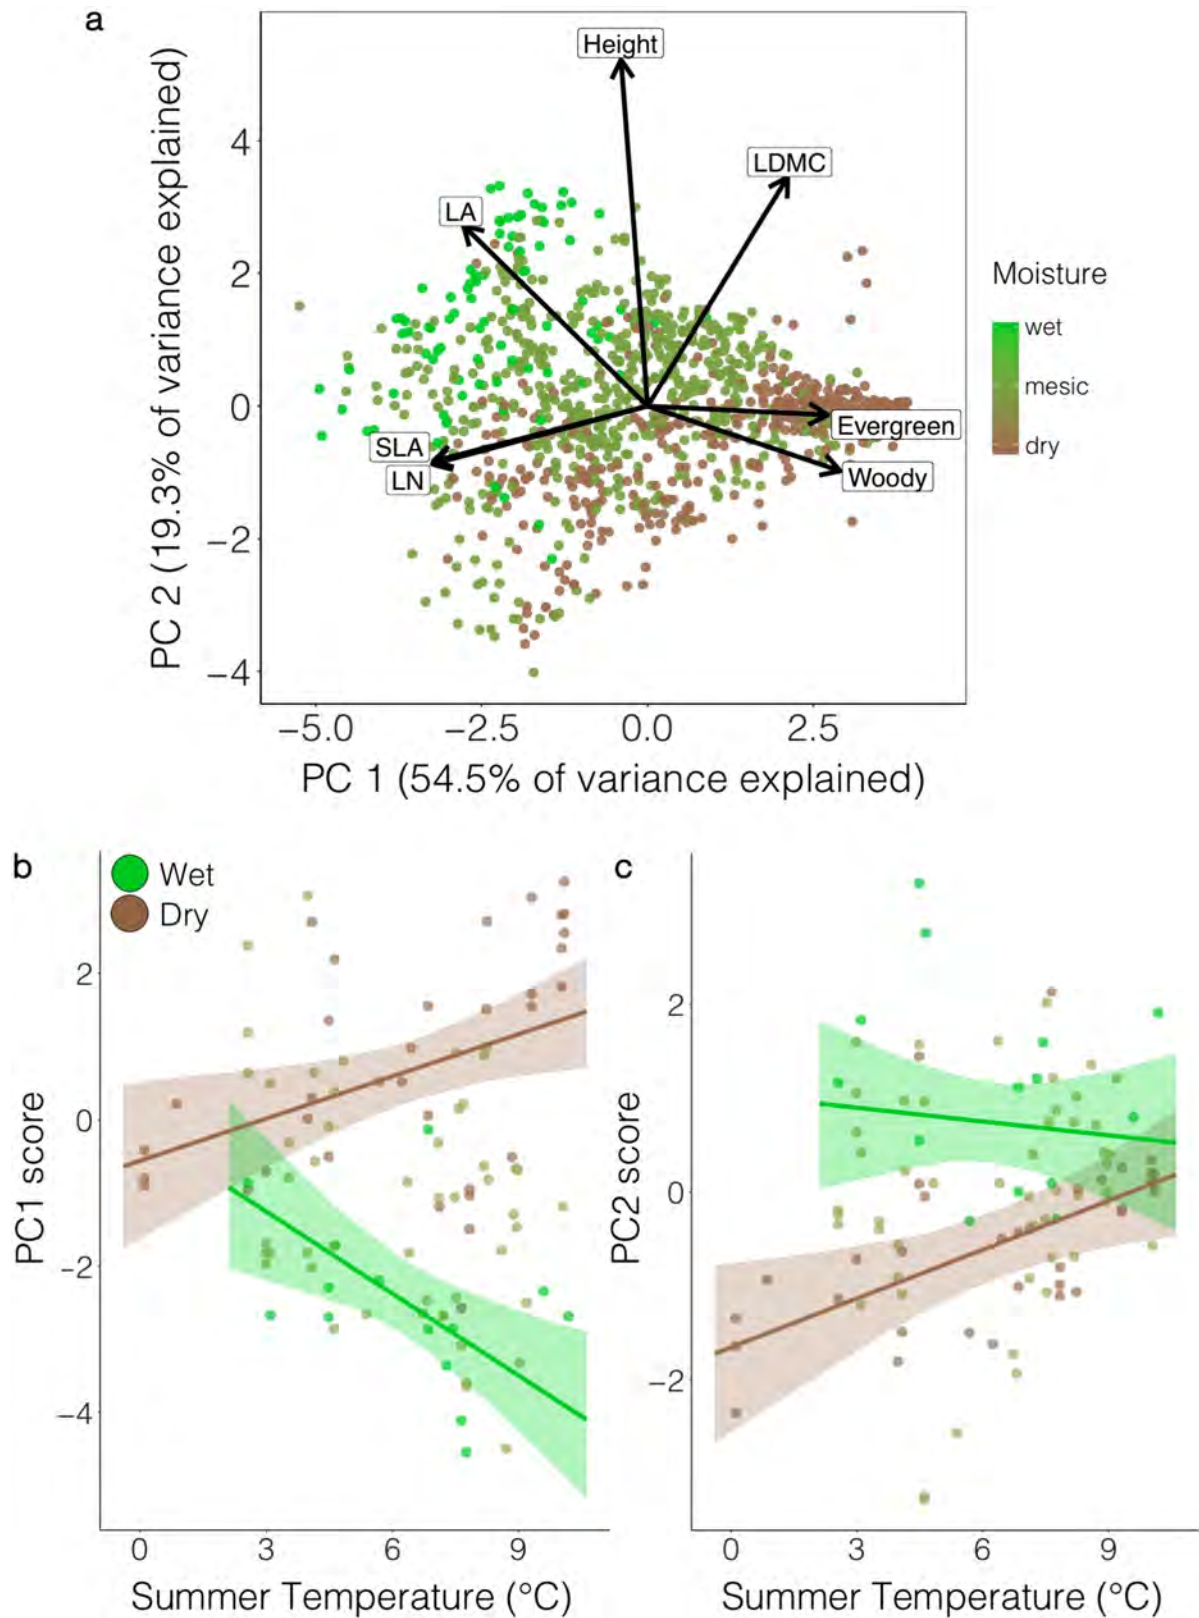 a
Height
LDMC
LA
SLA
LN
Evergreen
Woody
4
2
0
−2
−4
PC 2 (19.3% of variance explained)
−5.0 −2.5 0.0 2.5
PC 1 (54.5% of variance explained)
Moisture
wet
mesic
dry
b
Wet
Dry
2
0
−2
−4
PC1 score
0 3 6 9
Summer Temperature (°C)
c
2
0
−2
PC2 score
0 3 6 9
Summer Temperature (°C)